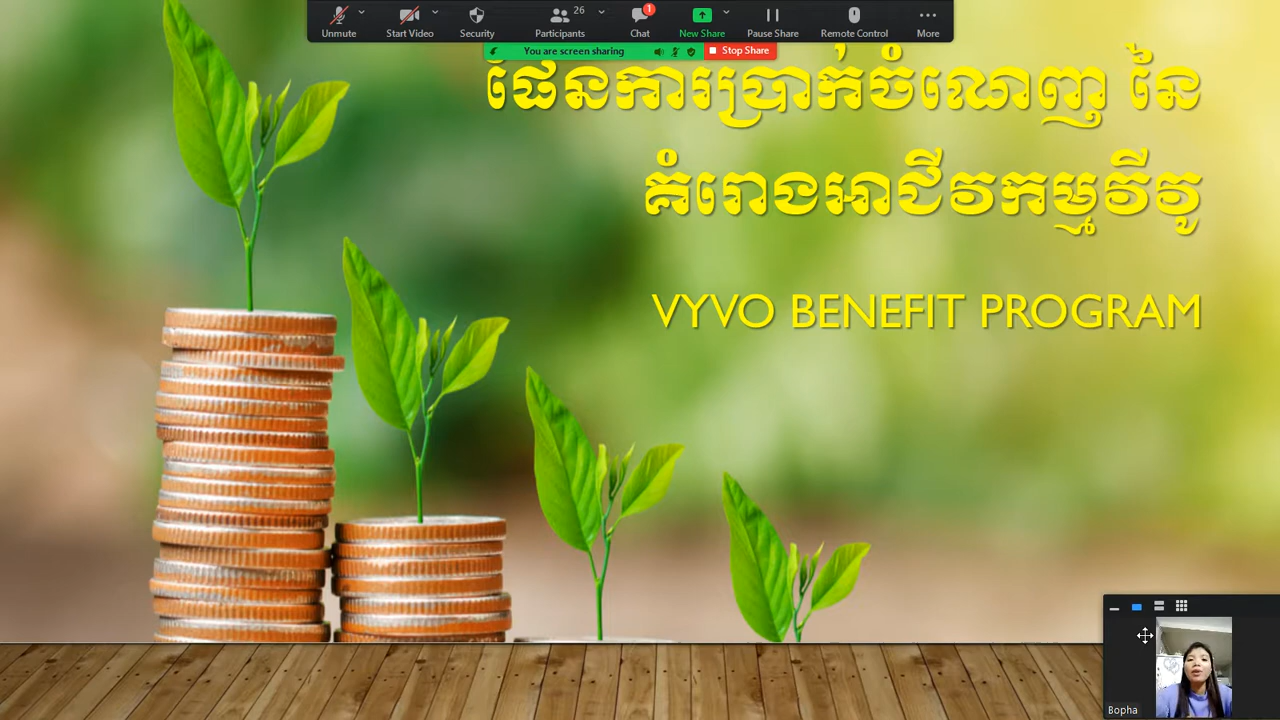 Unmute
Start Video
Security
Participants
26
Chat
1
New Share
Pause Share
Remote Control
More
You are screen sharing
Stop Share
ផែនការប្រាក់ចំណេញ នៃ
គំរោងអាជីវកម្មវីវូ
VYVO BENEFIT PROGRAM
Bopha